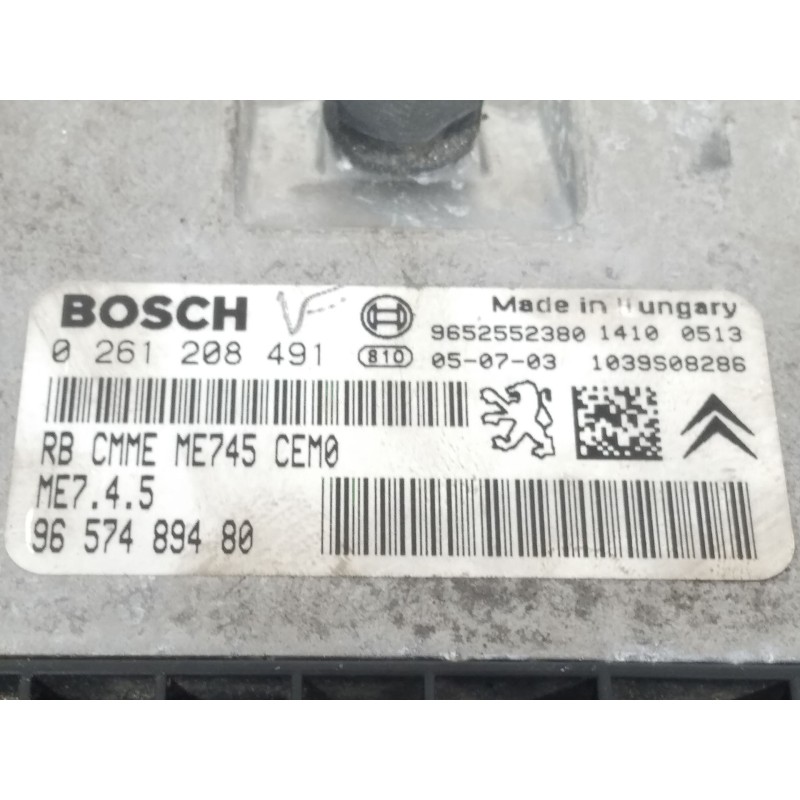 BOSCH
Made in Hungary
0 261 208 491
9652552380 1410 0513
810
05-07-03 1039S08286
RB CMME ME745 CEM0
ME7.4.5
96 574 894 80